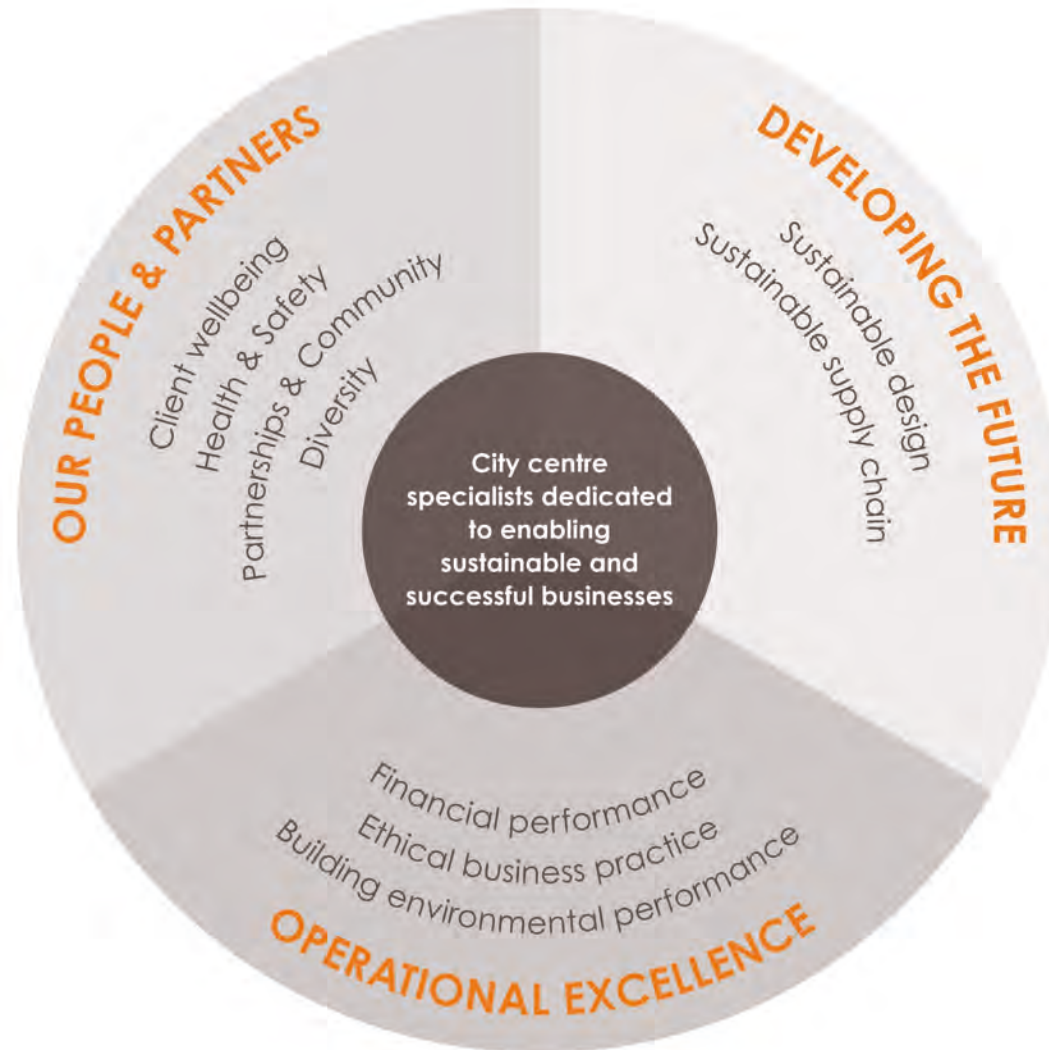 OUR PEOPLE & PARTNERS
Client wellbeing
Health & Safety
Partnerships & Community
Diversity
DEVELOPING THE FUTURE
Sustainable design
Sustainable supply chain
City centre
specialists dedicated
to enabling
sustainable and
successful businesses
Financial performance
Ethical business practice
Building environmental performance
OPERATIONAL EXCELLENCE